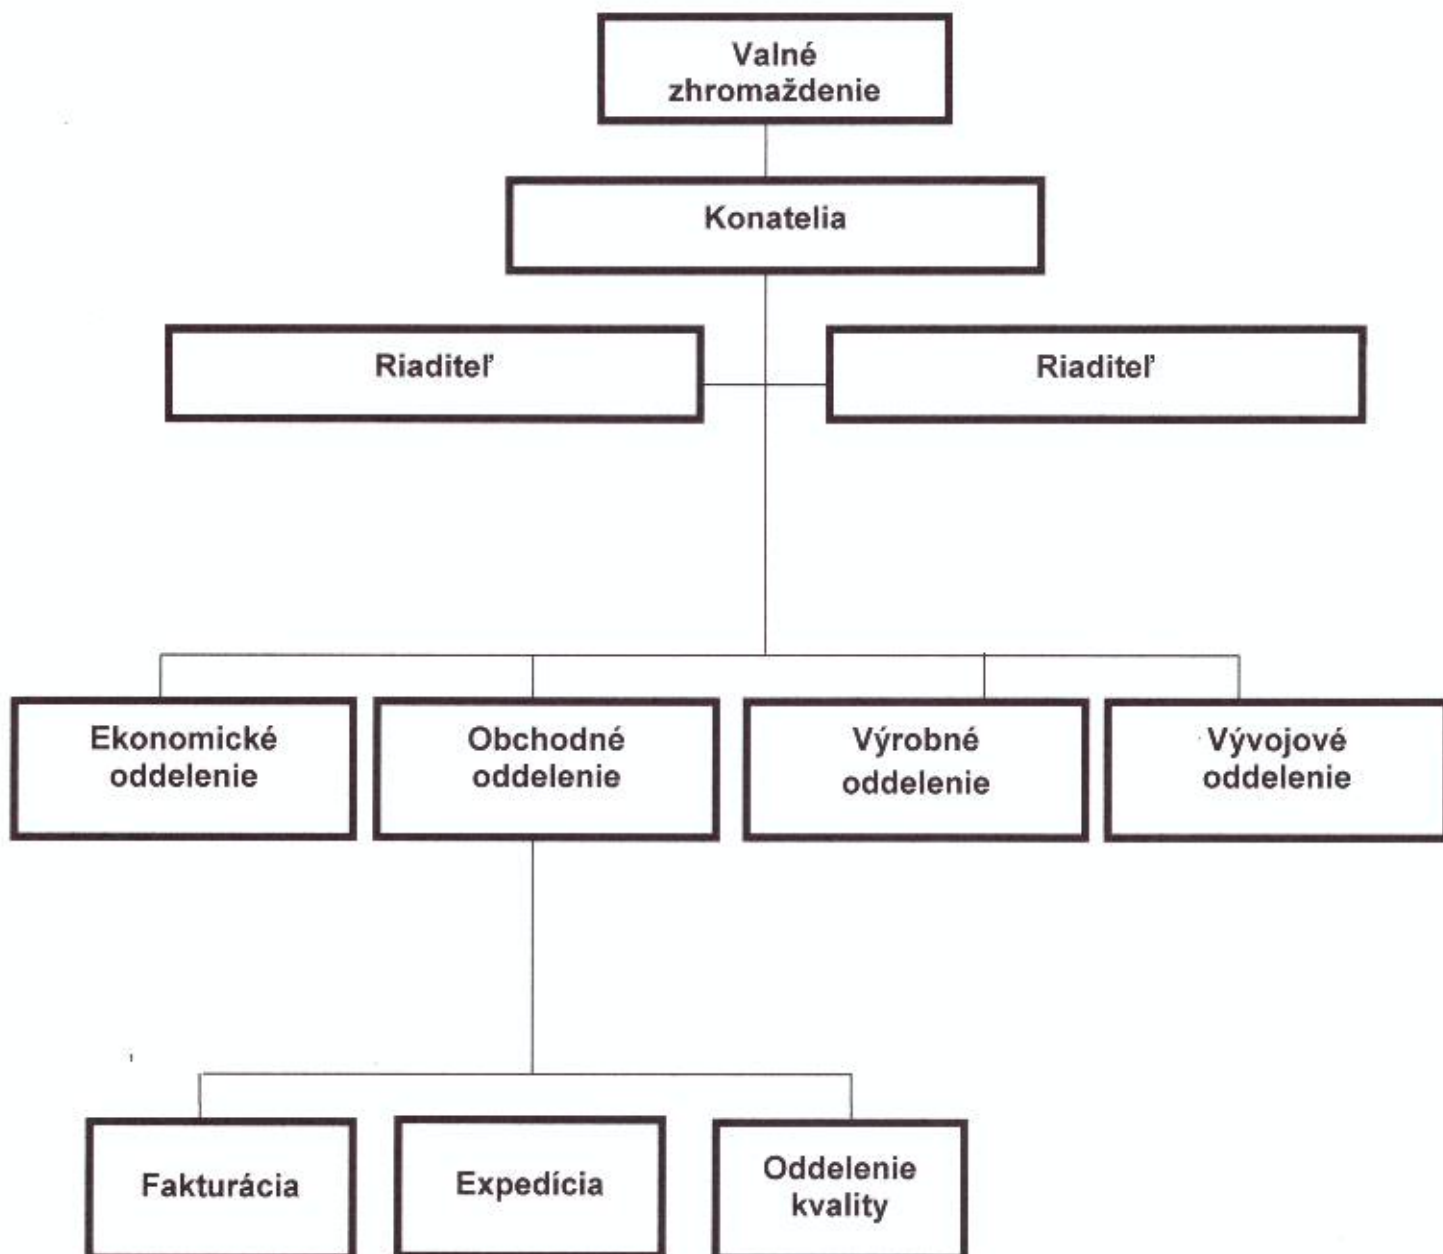 Valné
zhromaždenie
Konatelia
Riaditeľ
Riaditeľ
Ekonomické
oddelenie
Obchodné
oddelenie
Výrobné
oddelenie
Vývojové
oddelenie
Fakturácia
Expedícia
Oddelenie
kvality